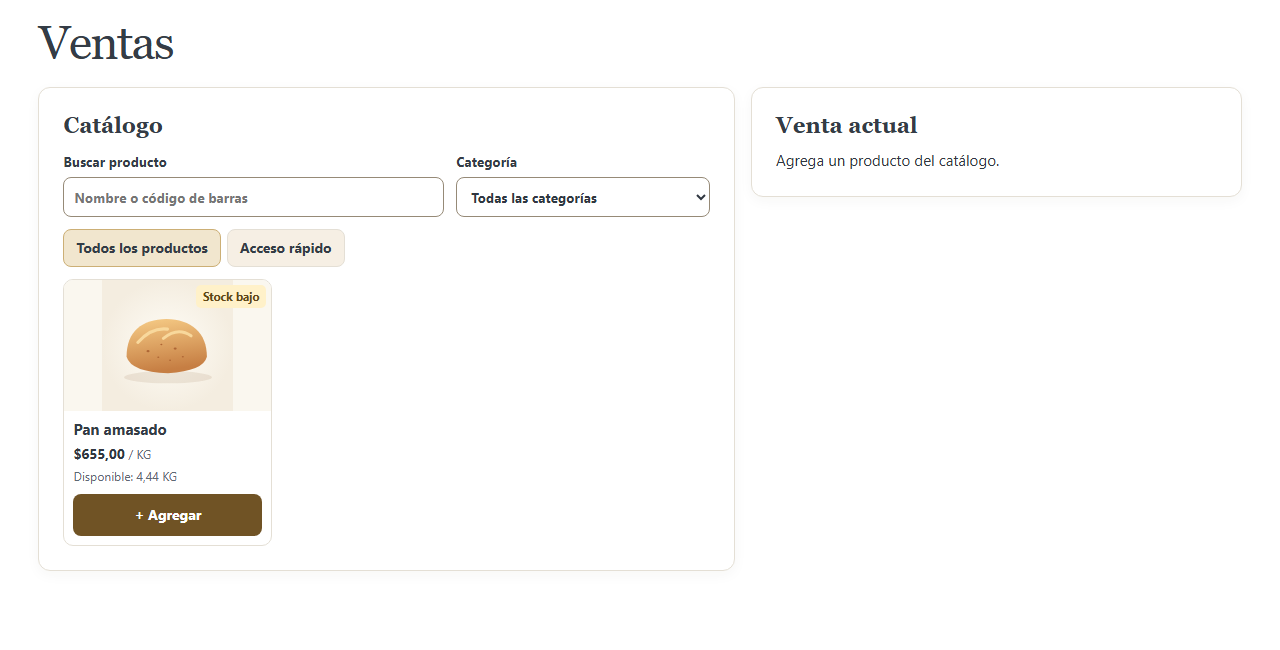 Ventas
Catálogo
Buscar producto
Categoría
Nombre o código de barras
Todas las categorías
Todos los productos
Acceso rápido
Stock bajo
Pan amasado
$655,00 / KG
Disponible: 4,44 KG
+ Agregar
Venta actual
Agrega un producto del catálogo.